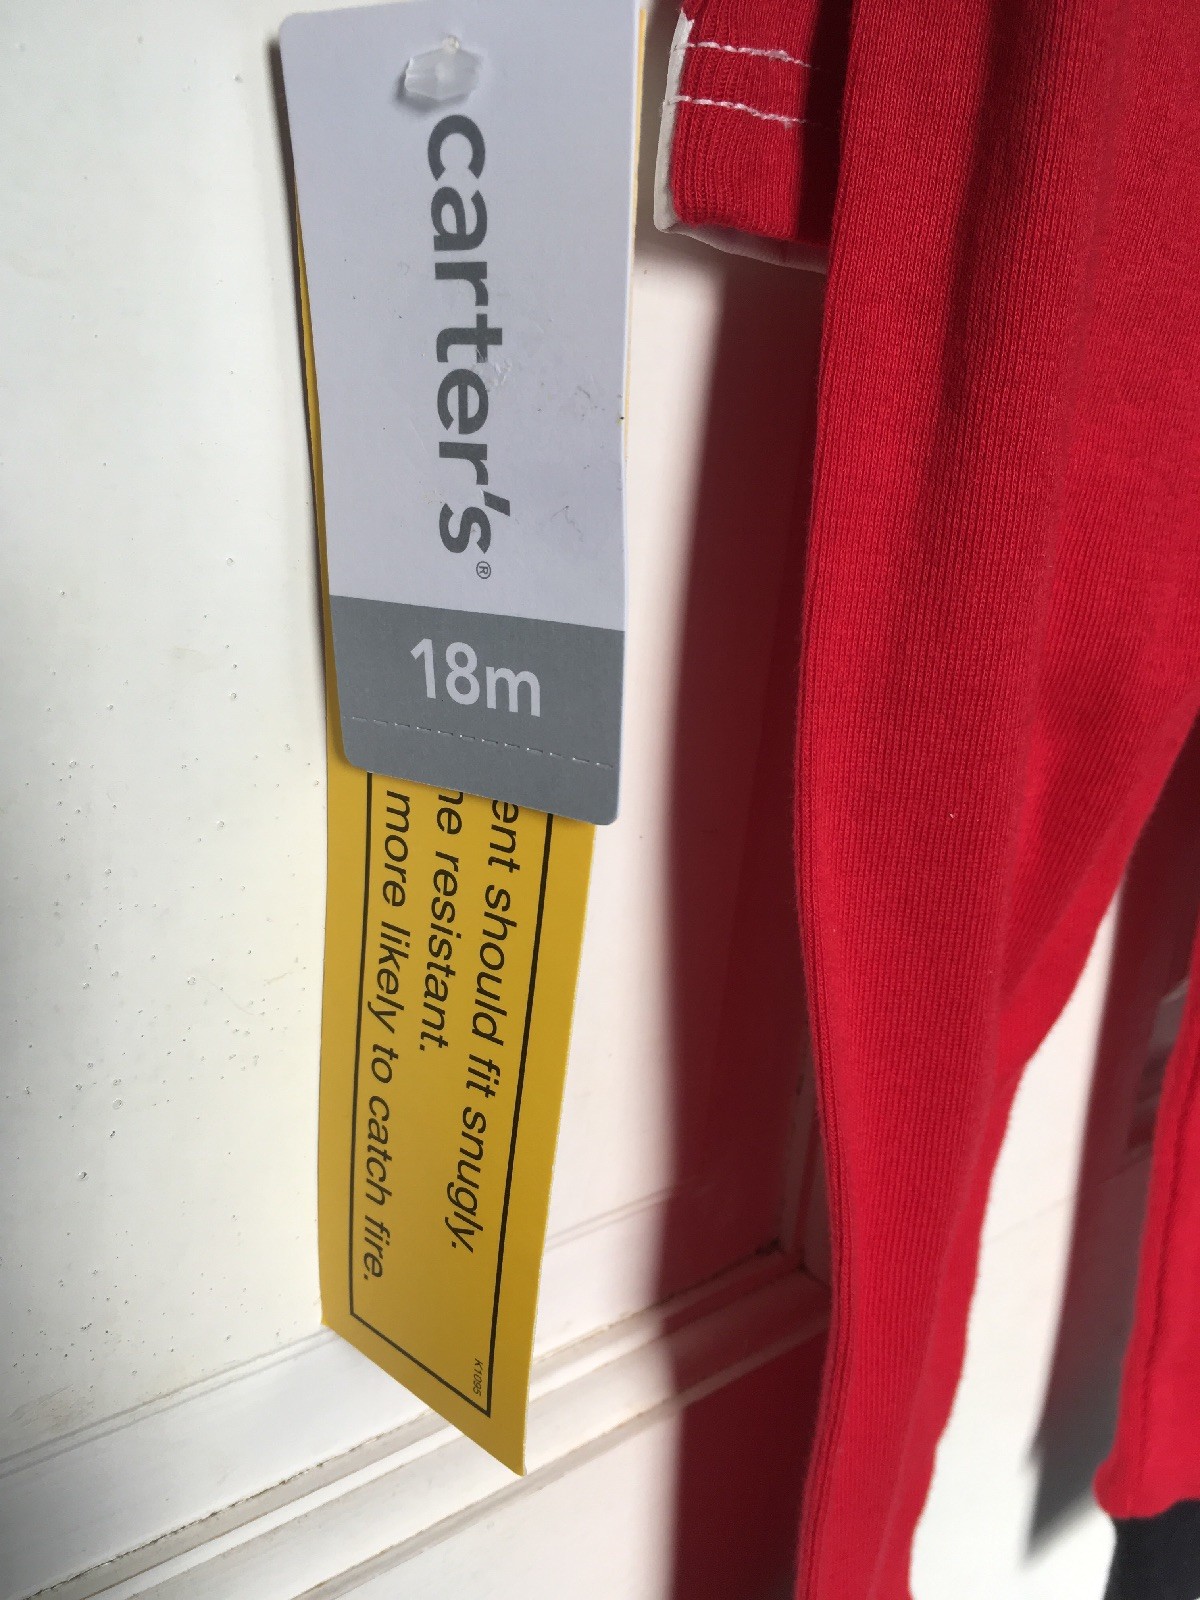 carter's®
18m
ent should fit snugly.
ne resistant.
more likely to catch fire.
K1095